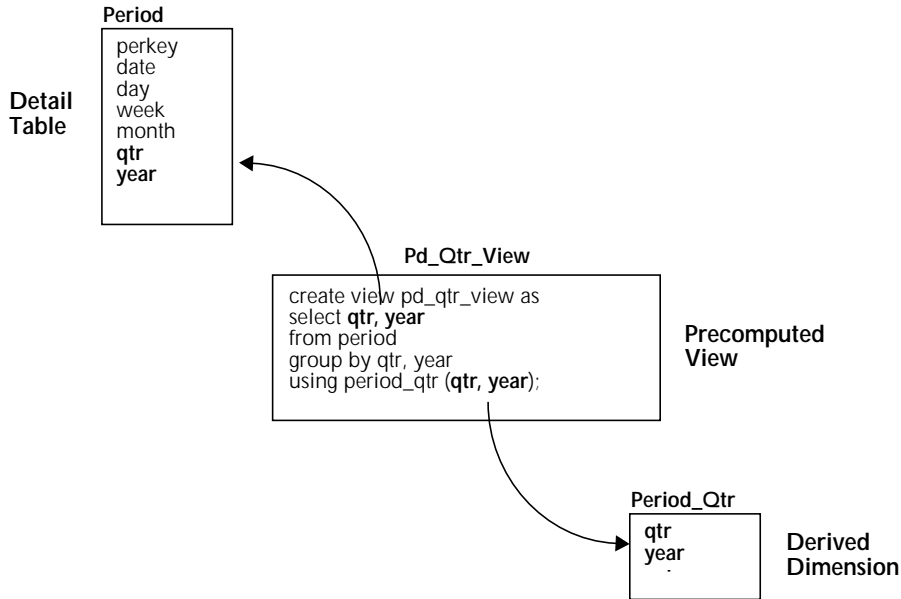 Period
perkey
date
day
week
month
qtr
year
Detail
Table
Pd_Qtr_View
create view pd_qtr_view as
select qtr, year
from period
group by qtr, year
using period_qtr (qtr, year);
Precomputed
View
Period_Qtr
qtr
year
Derived
Dimension